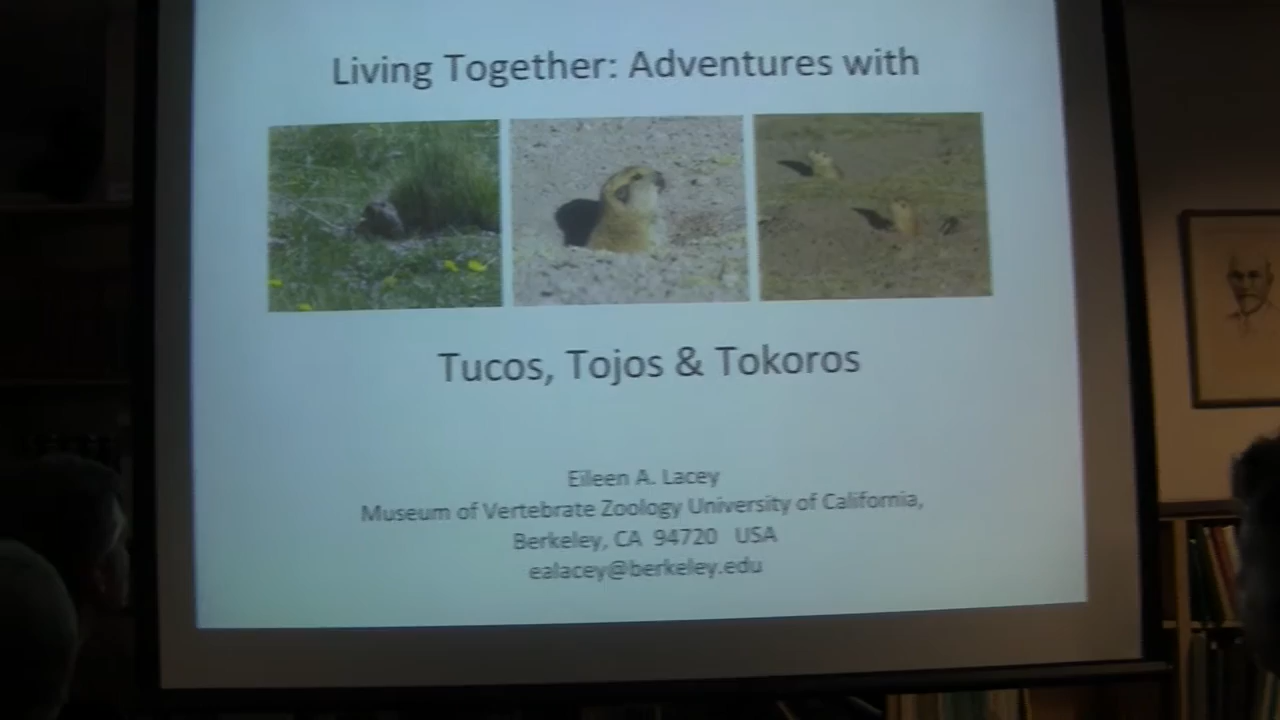 Living Together: Adventures with
Tucos, Tojos & Tokoros
Eileen A. Lacey
Museum of Vertebrate Zoology University of California,
Berkeley, CA 94720 USA
ealacey@berkeley.edu